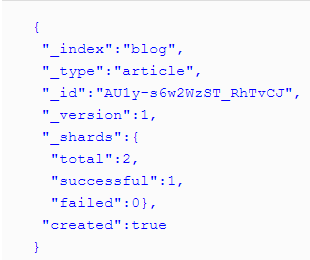 {
"_index":"blog",
"_type":"article",
"_id":"AU1y-s6w2WzST_RhTvCJ",
"_version":1,
"_shards":{
"total":2,
"successful":1,
"failed":0},
"created":true
}